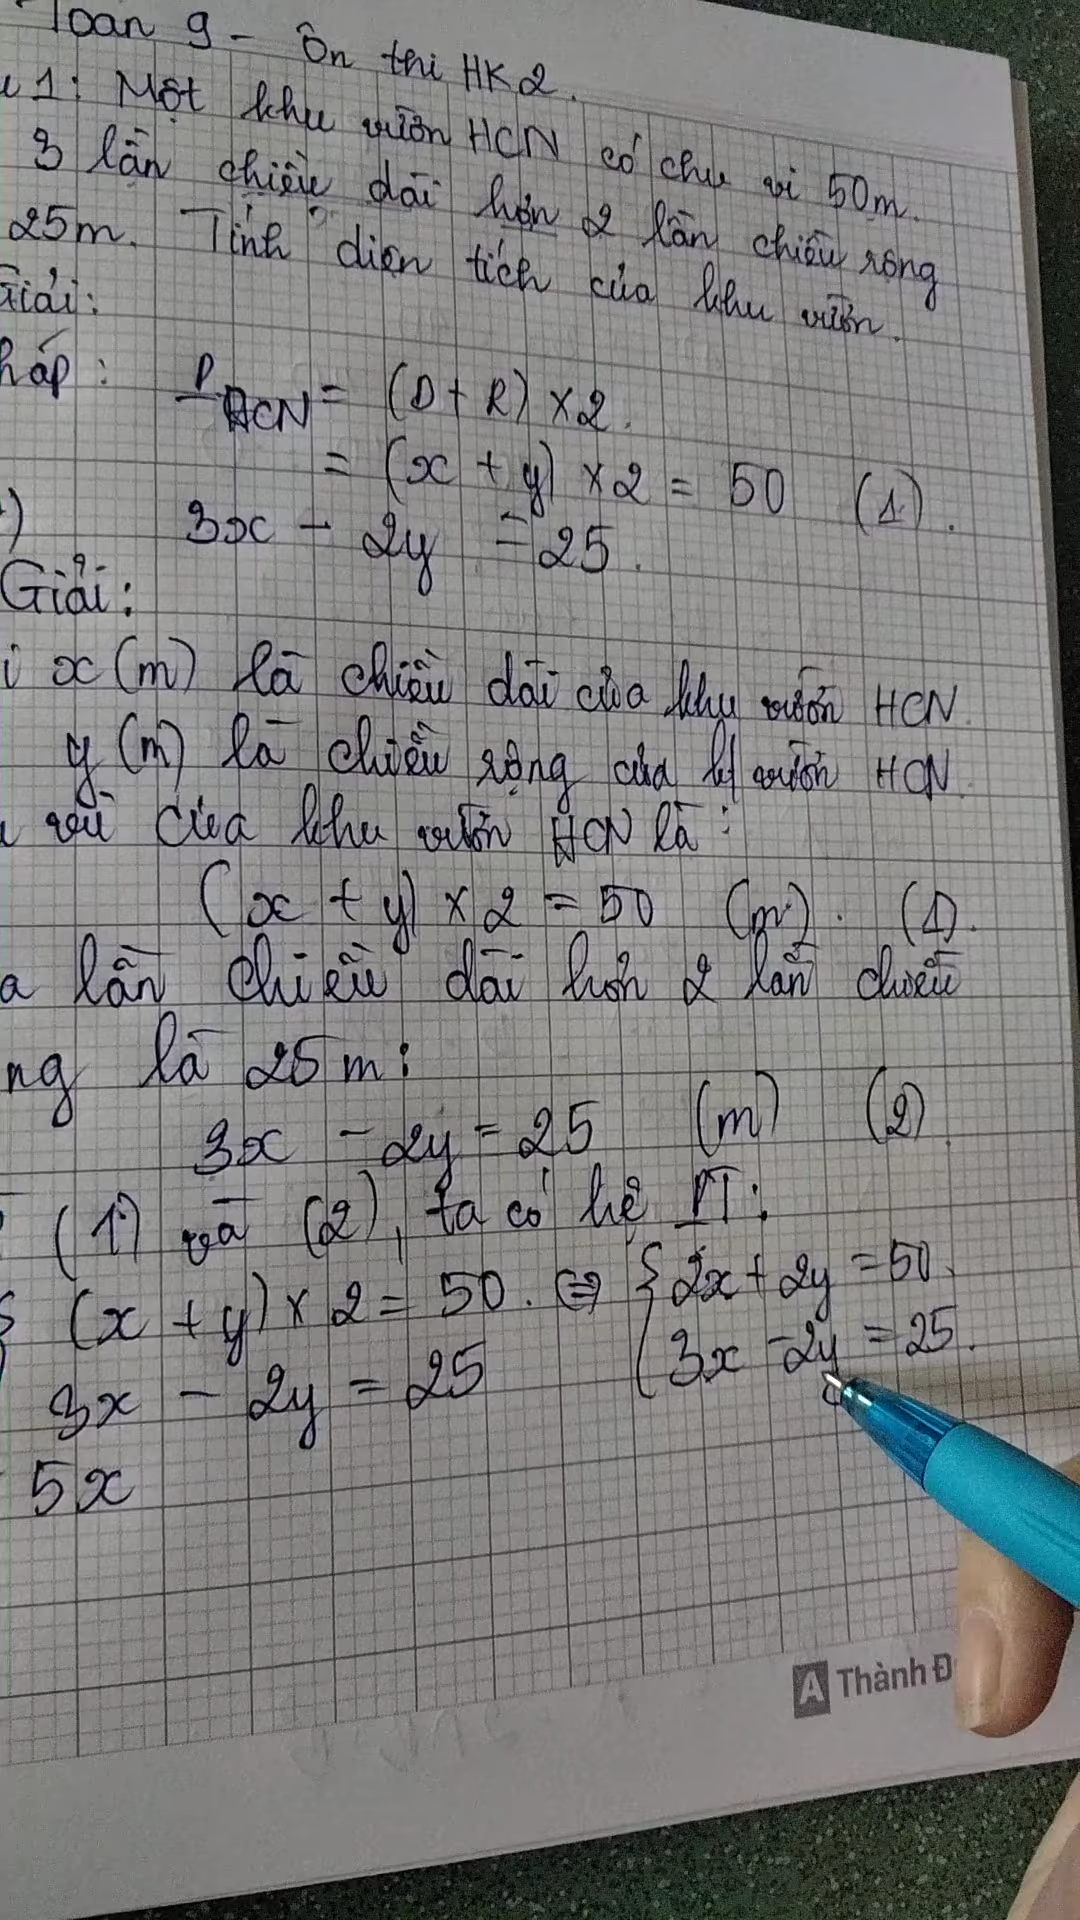 Toán 9 - Ôn thi HK2.
1: Một khu vườn HCN có chu vi 50m.
3 lần chiều dài hơn 2 lần chiều rộng
25m. Tính diện tích của khu vườn.
Giải:
háp: P HCN = (D + R) × 2.
= (x + y) × 2 = 50 (1).
) 3x - 2y = 25.
Giải:
i x (m) là chiều dài của khu vườn HCN.
y (m) là chiều rộng của vườn HCN.
vi của khu vườn HCN là:
(x + y) × 2 = 50 (m). (1).
a lần chiều dài hơn 2 lần chiều
ng là 25m:
3x - 2y = 25 (m) (2)
(1) và (2), ta có hệ PT:
{ (x + y) × 2 = 50. ⇔ { 2x + 2y = 50.
3x - 2y = 25 3x - 2y = 25.
5x
A Thành Đ